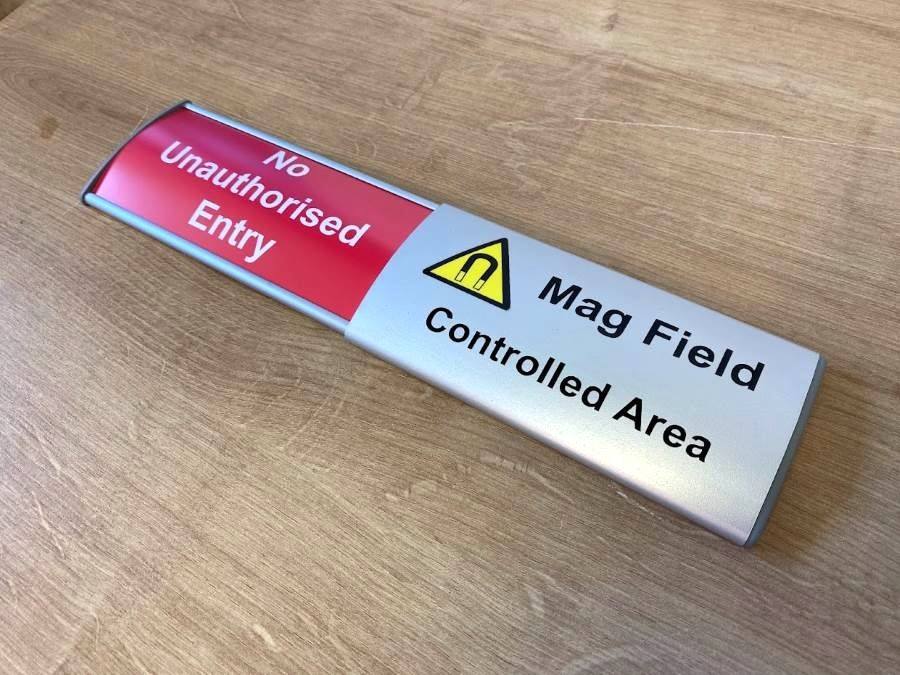 No
Unauthorised
Entry
Mag Field
Controlled Area